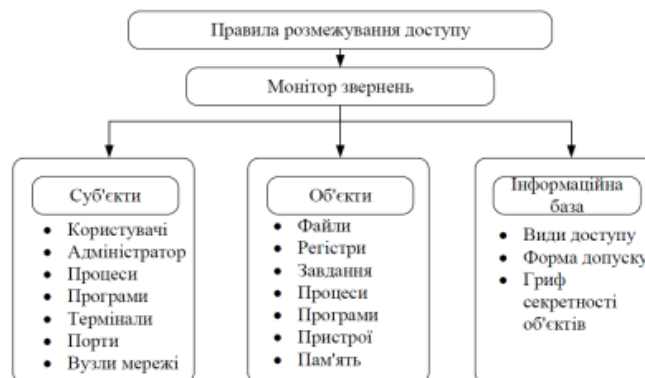 Правила розмежування доступу
Монітор звернень
Суб'єкти
• Користувачі
• Адміністратор
• Процеси
• Програми
• Термінали
• Порти
• Вузли мережі
Об'єкти
• Файли
• Регістри
• Завдання
• Процеси
• Програми
• Пристрої
• Пам'ять
Інформаційна
база
• Види доступу
• Форма допуску
• Гриф
секретності
об'єктів